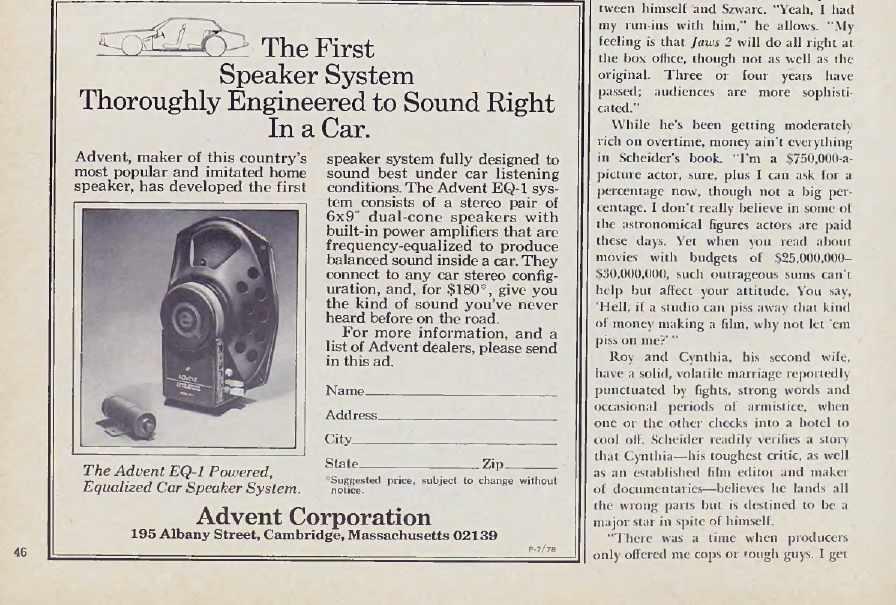 The First
Speaker System
Thoroughly Engineered to Sound Right
In a Car.
Advent, maker of this country's
most popular and imitated home
speaker, has developed the first
speaker system fully designed to
sound best under car listening
conditions. The Advent EQ-1 sys-
tem consists of a stereo pair of
6x9" dual-cone speakers with
built-in power amplifiers that are
frequency-equalized to produce
balanced sound inside a car. They
connect to any car stereo config-
uration, and, for $180*, give you
the kind of sound you've never
heard before on the road.
For more information, and a
list of Advent dealers, please send
in this ad.
Name
Address
City
State Zip
*Suggested price, subject to change without
notice.
ADVENT
The Advent EQ-1 Powered,
Equalized Car Speaker System.
Advent Corporation
195 Albany Street, Cambridge, Massachusetts 02139
P-7/78
46
tween himself and Szwarc. "Yeah, I had
my run-ins with him," he allows. "My
feeling is that Jaws 2 will do all right at
the box office, though not as well as the
original. Three or four years have
passed; audiences are more sophisti-
cated."
While he's been getting moderately
rich on overtime, money ain't everything
in Scheider's book. "I'm a $750,000-a-
picture actor, sure, plus I can ask for a
percentage now, though not a big per-
centage. I don't really believe in some of
the astronomical figures actors are paid
these days. Yet when you read about
movies with budgets of $25,000,000–
$30,000,000, such outrageous sums can't
help but affect your attitude. You say,
'Hell, if a studio can piss away that kind
of money making a film, why not let 'em
piss on me?' "
Roy and Cynthia, his second wife,
have a solid, volatile marriage reportedly
punctuated by fights, strong words and
occasional periods of armistice, when
one or the other checks into a hotel to
cool off. Scheider readily verifies a story
that Cynthia—his toughest critic, as well
as an established film editor and maker
of documentaries—believes he lands all
the wrong parts but is destined to be a
major star in spite of himself.
"There was a time when producers
only offered me cops or tough guys. I get